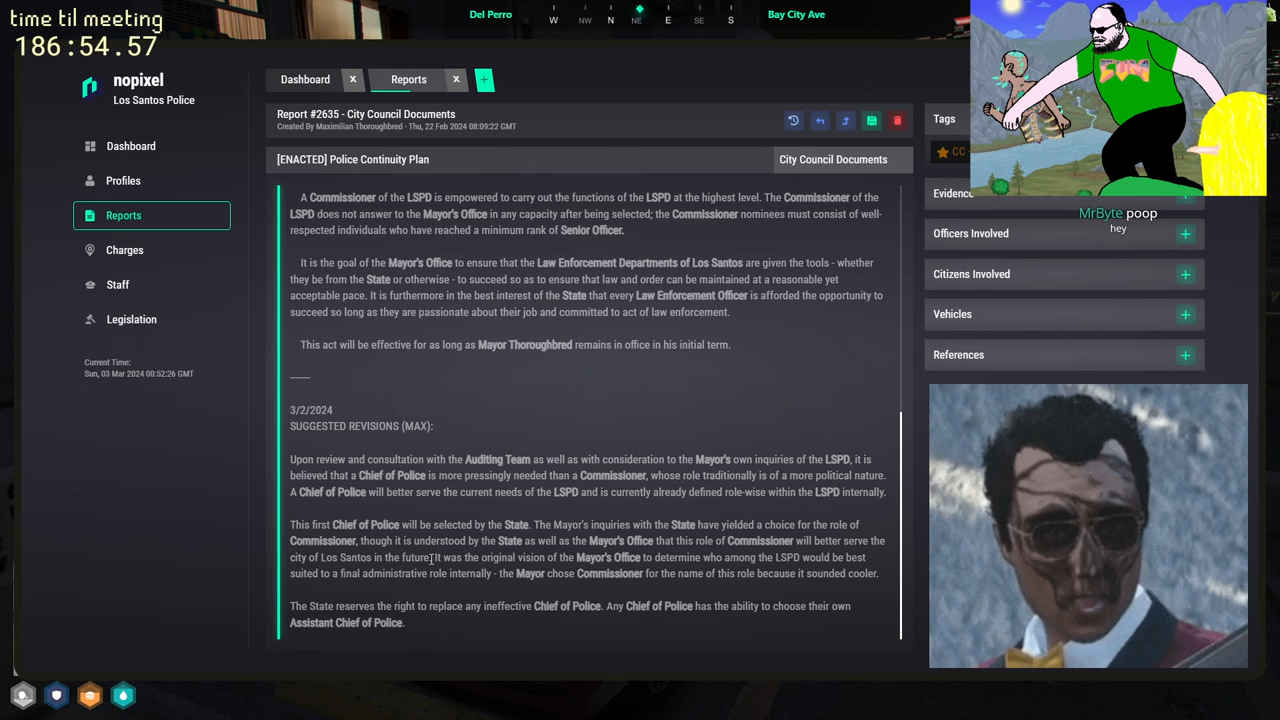 time til meeting
186:54.57
Del Perro
W NW N NE E SE S
Bay City Ave
nopixel
Los Santos Police
Dashboard
Profiles
Reports
Charges
Staff
Legislation
Current Time:
Sun, 03 Mar 2024 00:52:26 GMT
Dashboard x Reports x +
Report #2635 - City Council Documents
Created By Maximilian Thoroughbred · Thu, 22 Feb 2024 08:09:22 GMT
[ENACTED] Police Continuity Plan
City Council Documents
A Commissioner of the LSPD is empowered to carry out the functions of the LSPD at the highest level. The Commissioner of the
LSPD does not answer to the Mayor's Office in any capacity after being selected; the Commissioner nominees must consist of well-
respected individuals who have reached a minimum rank of Senior Officer.
It is the goal of the Mayor's Office to ensure that the Law Enforcement Departments of Los Santos are given the tools - whether
they be from the State or otherwise - to succeed so as to ensure that law and order can be maintained at a reasonable yet
acceptable pace. It is furthermore in the best interest of the State that every Law Enforcement Officer is afforded the opportunity to
succeed so long as they are passionate about their job and committed to act of law enforcement.
This act will be effective for as long as Mayor Thoroughbred remains in office in his initial term.
____
3/2/2024
SUGGESTED REVISIONS (MAX):
Upon review and consultation with the Auditing Team as well as with consideration to the Mayor's own inquiries of the LSPD, it is
believed that a Chief of Police is more pressingly needed than a Commissioner, whose role traditionally is of a more political nature.
A Chief of Police will better serve the current needs of the LSPD and is currently already defined role-wise within the LSPD internally.
This first Chief of Police will be selected by the State. The Mayor's inquiries with the State have yielded a choice for the role of
Commissioner, though it is understood by the State as well as the Mayor's Office that this role of Commissioner will better serve the
city of Los Santos in the future. It was the original vision of the Mayor's Office to determine who among the LSPD would be best
suited to a final administrative role internally - the Mayor chose Commissioner for the name of this role because it sounded cooler.
The State reserves the right to replace any ineffective Chief of Police. Any Chief of Police has the ability to choose their own
Assistant Chief of Police.
Tags
CC -
Evidence
Officers Involved +
Citizens Involved +
Vehicles +
References +
MrByte poop
hey